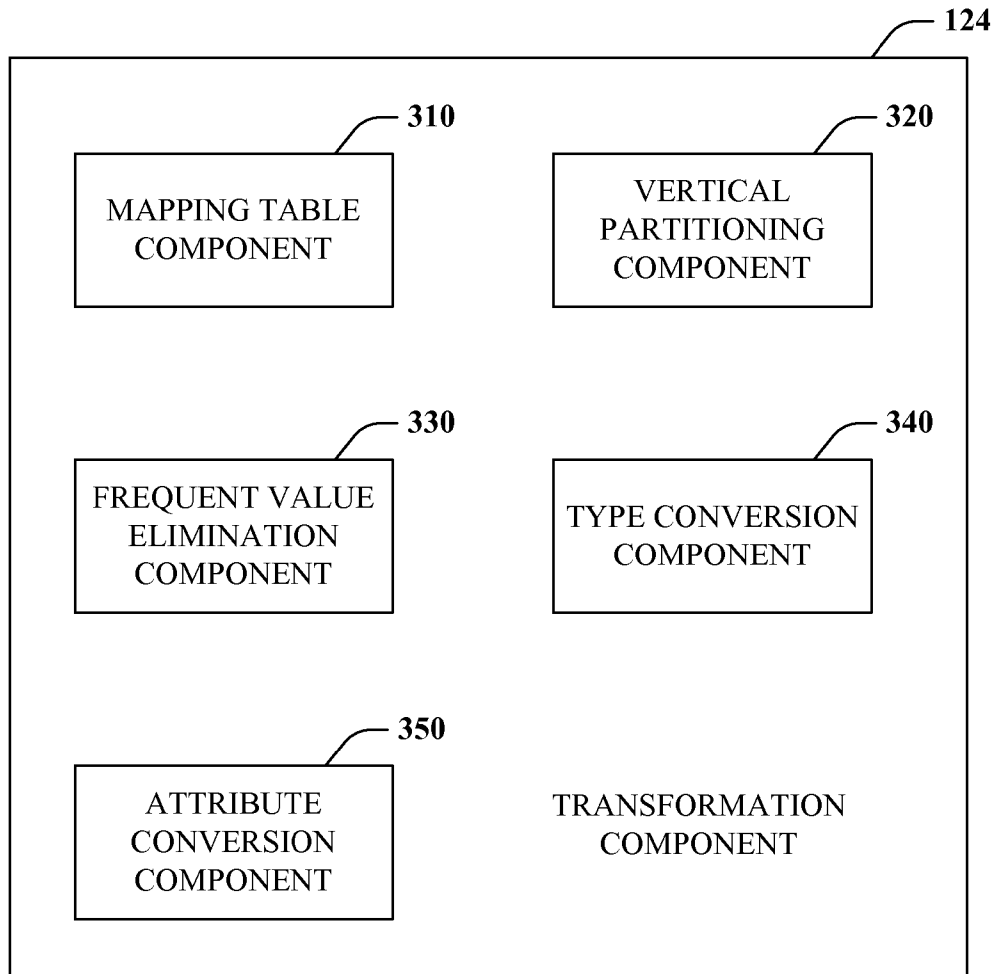 124
310
MAPPING TABLE
COMPONENT
320
VERTICAL
PARTITIONING
COMPONENT
330
FREQUENT VALUE
ELIMINATION
COMPONENT
340
TYPE CONVERSION
COMPONENT
350
ATTRIBUTE
CONVERSION
COMPONENT
TRANSFORMATION
COMPONENT